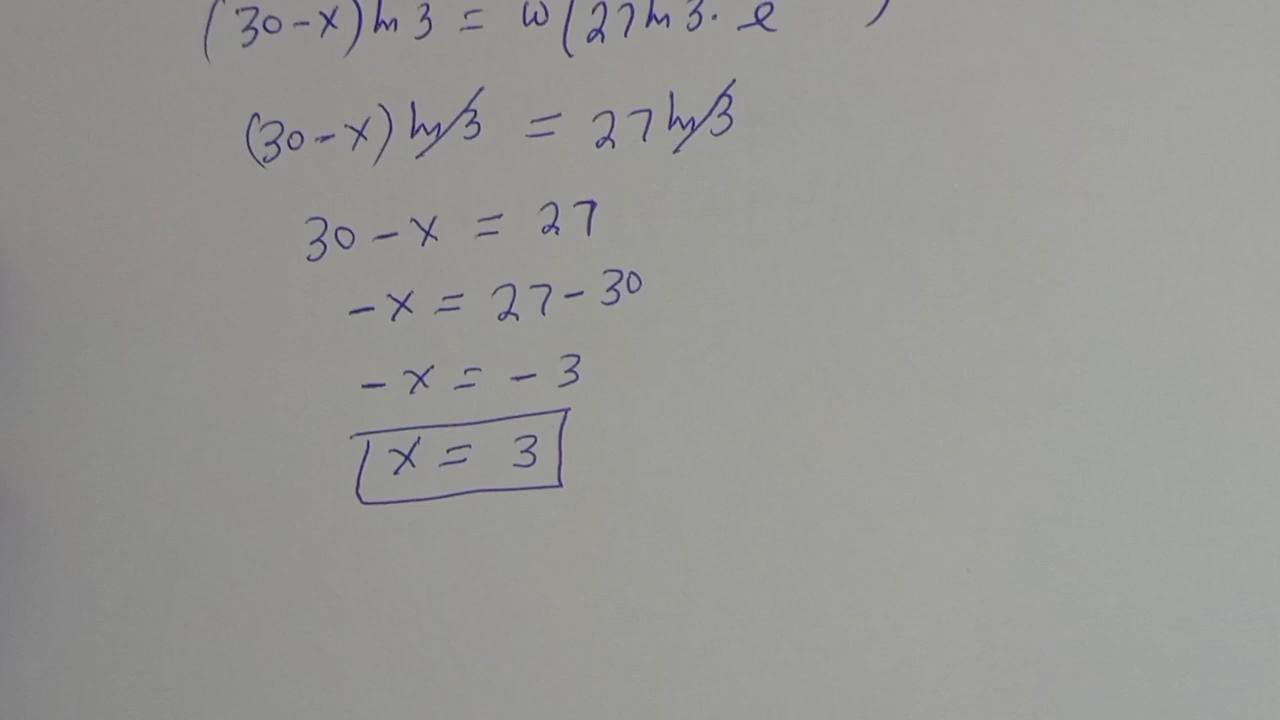 (30-x) ln 3 = W(27 ln 3 · e )
(30-x) ln 3 = 27 ln 3
30 - x = 27
-x = 27 - 30
-x = -3
x = 3